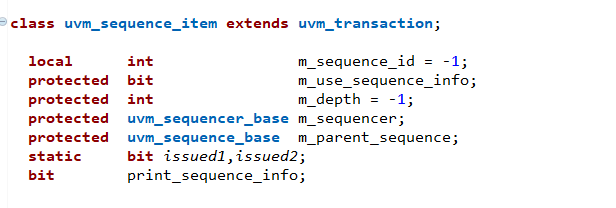 class uvm_sequence_item extends uvm_transaction;
local int m_sequence_id = -1;
protected bit m_use_sequence_info;
protected int m_depth = -1;
protected uvm_sequencer_base m_sequencer;
protected uvm_sequence_base m_parent_sequence;
static bit issued1,issued2;
bit print_sequence_info;